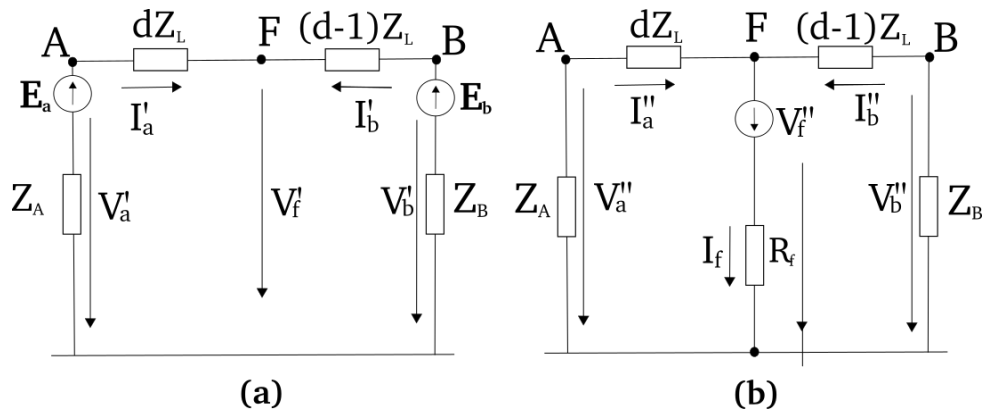 dZL F (d-1)ZL
A B
Ea I'a I'b Eb
ZA V'a V'f V'b ZB
(a)
dZL F (d-1)ZL
A B
I''a V''f I''b
ZA V''a V''b ZB
If Rf
(b)